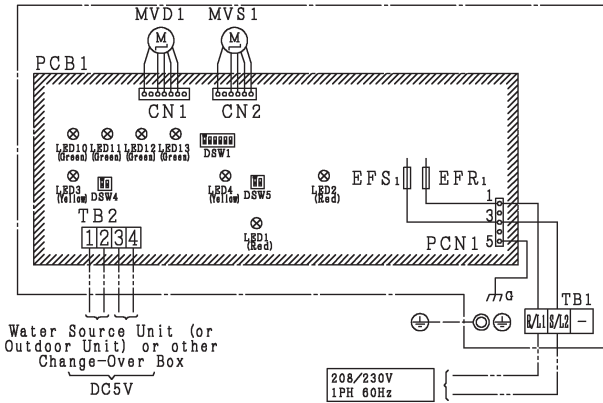 MVD1 MVS1
M M
PCB1
CN1 CN2
LED10 LED11 LED12 LED13
(Green) (Green) (Green) (Green)
DSW1
LED3
(Yellow)
DSW4
LED4
(Yellow)
DSW5
LED2
(Red)
EFS1 EFR1
TB2
1 2 3 4
LED1
(Red)
1
3
5
PCN1
G
TB1
R/L1 S/L2 -
Water Source Unit (or
Outdoor Unit) or other
Change-Over Box
DC5V
208/230V
1PH 60Hz